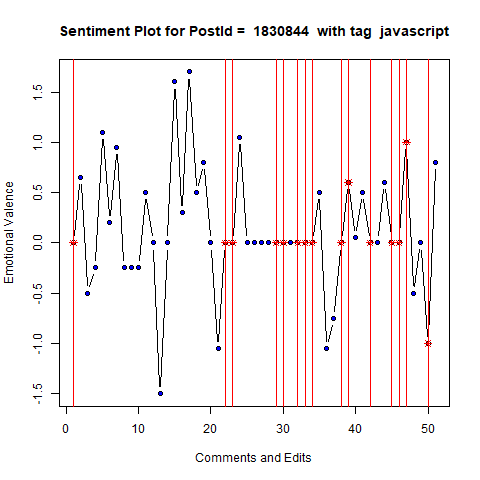 Sentiment Plot for PostId =  1830844  with tag  javascript
Emotional Valence
1.5
1.0
0.5
0.0
-0.5
-1.0
-1.5
0 10 20 30 40 50
Comments and Edits